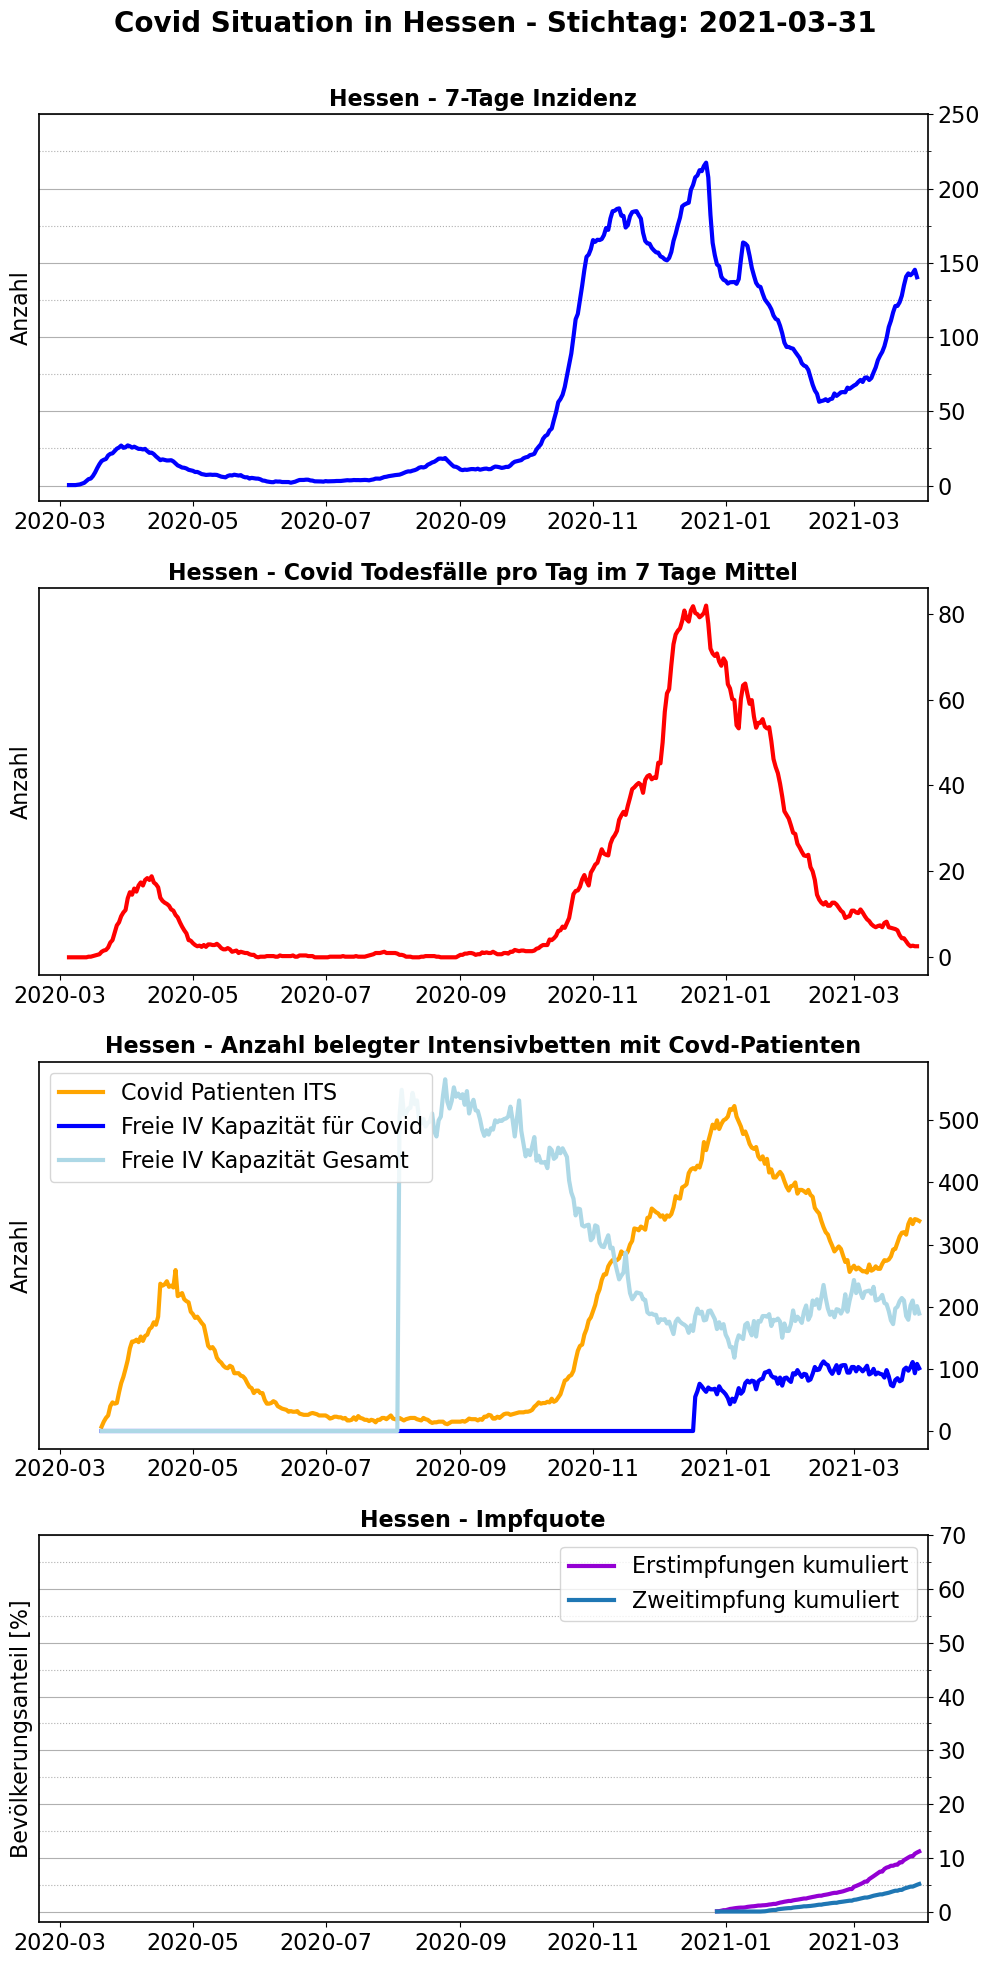 Covid Situation in Hessen - Stichtag: 2021-03-31
Hessen - 7-Tage Inzidenz
Anzahl
250
200
150
100
50
0
2020-03 2020-05 2020-07 2020-09 2020-11 2021-01 2021-03
Hessen - Covid Todesfälle pro Tag im 7 Tage Mittel
Anzahl
80
60
40
20
0
2020-03 2020-05 2020-07 2020-09 2020-11 2021-01 2021-03
Hessen - Anzahl belegter Intensivbetten mit Covd-Patienten
Covid Patienten ITS
Freie IV Kapazität für Covid
Freie IV Kapazität Gesamt
Anzahl
500
400
300
200
100
0
2020-03 2020-05 2020-07 2020-09 2020-11 2021-01 2021-03
Hessen - Impfquote
Erstimpfungen kumuliert
Zweitimpfung kumuliert
Bevölkerungsanteil [%]
70
60
50
40
30
20
10
0
2020-03 2020-05 2020-07 2020-09 2020-11 2021-01 2021-03